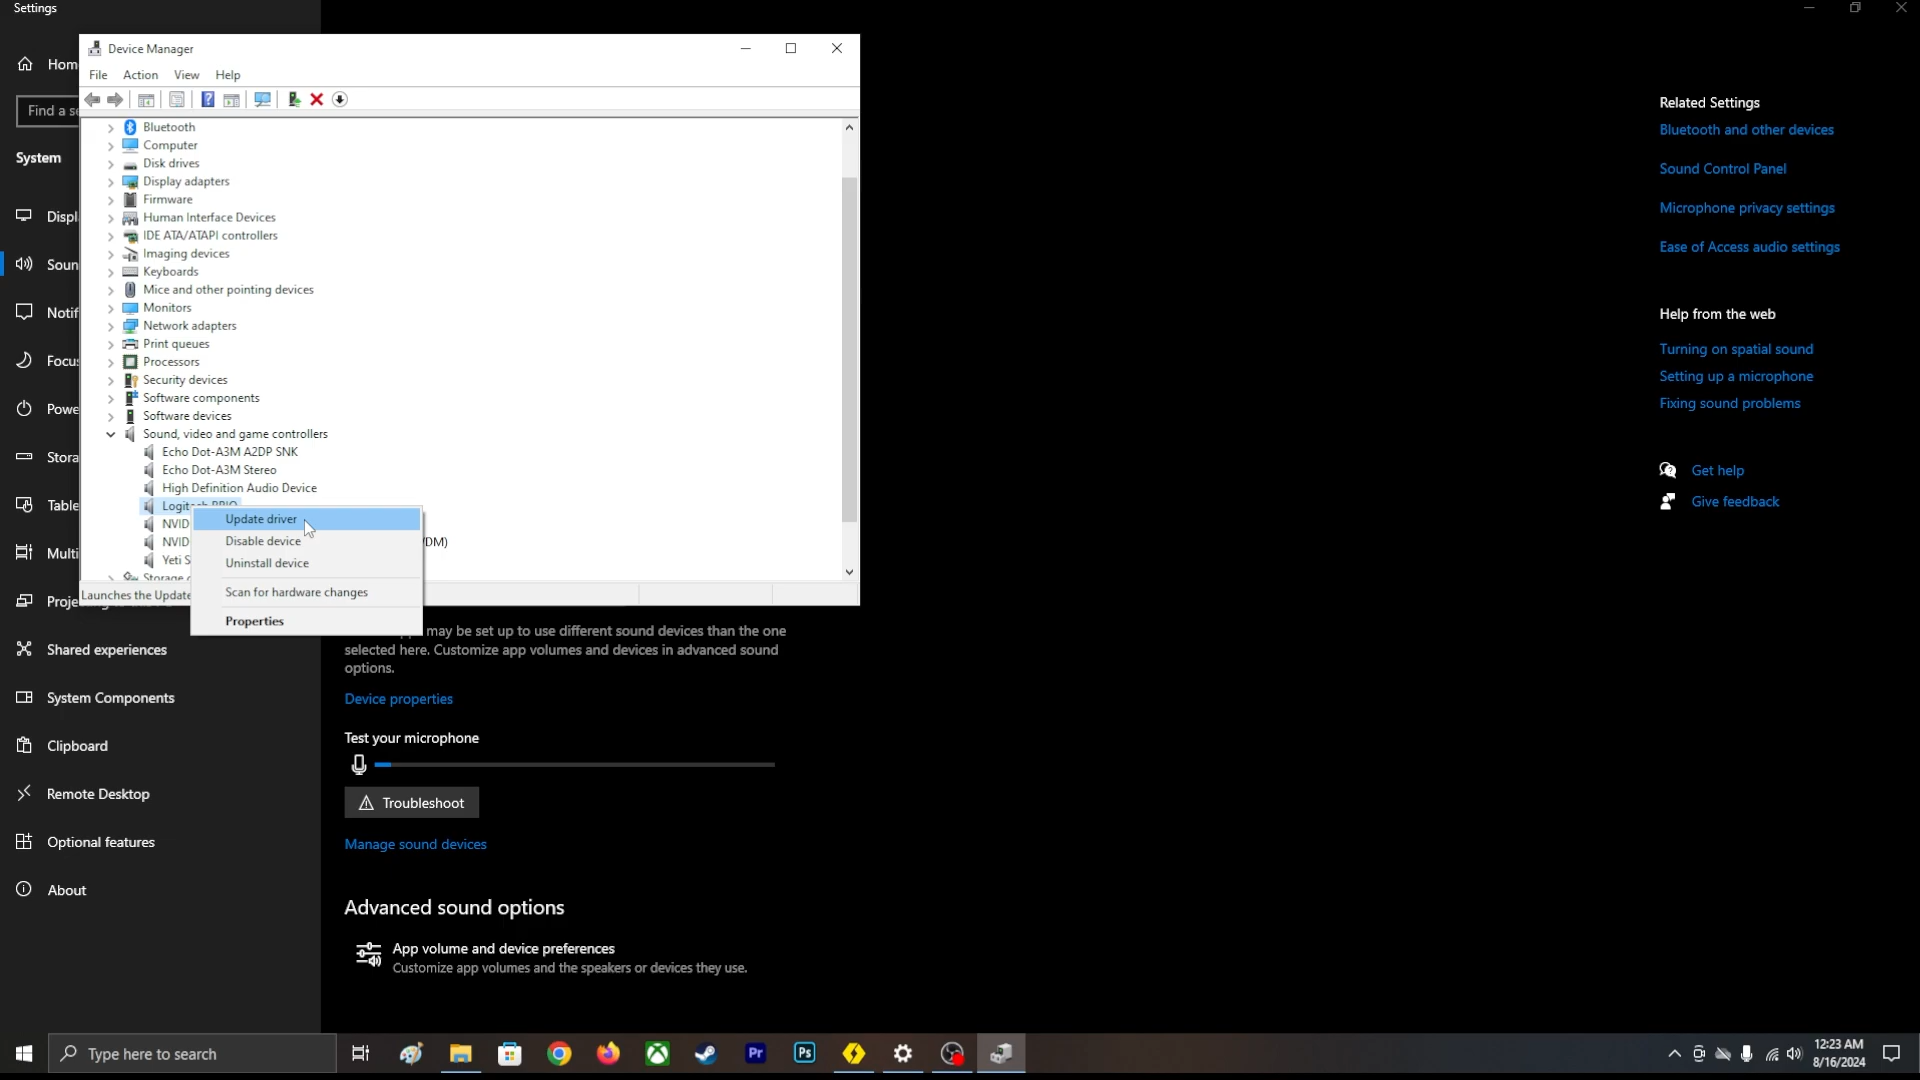 Settings
Device Manager
File Action View Help
Hom
Find a se
System
Displ
Soun
Notif
Focus
Powe
Stora
Table
Multi
Shared experiences
System Components
Clipboard
Remote Desktop
Optional features
About
Bluetooth
Computer
Disk drives
Display adapters
Firmware
Human Interface Devices
IDE ATA/ATAPI controllers
Imaging devices
Keyboards
Mice and other pointing devices
Monitors
Network adapters
Print queues
Processors
Security devices
Software components
Software devices
Sound, video and game controllers
Echo Dot-A3M A2DP SNK
Echo Dot-A3M Stereo
High Definition Audio Device
Logitech BRIO
NVID
NVID DM)
Yeti S
Launches the Update
Update driver
Disable device
Uninstall device
Scan for hardware changes
Properties
may be set up to use different sound devices than the one
selected here. Customize app volumes and devices in advanced sound
options.
Device properties
Test your microphone
Troubleshoot
Manage sound devices
Advanced sound options
App volume and device preferences
Customize app volumes and the speakers or devices they use.
Related Settings
Bluetooth and other devices
Sound Control Panel
Microphone privacy settings
Ease of Access audio settings
Help from the web
Turning on spatial sound
Setting up a microphone
Fixing sound problems
Get help
Give feedback
Type here to search
Pr
Ps
12:23 AM
8/16/2024